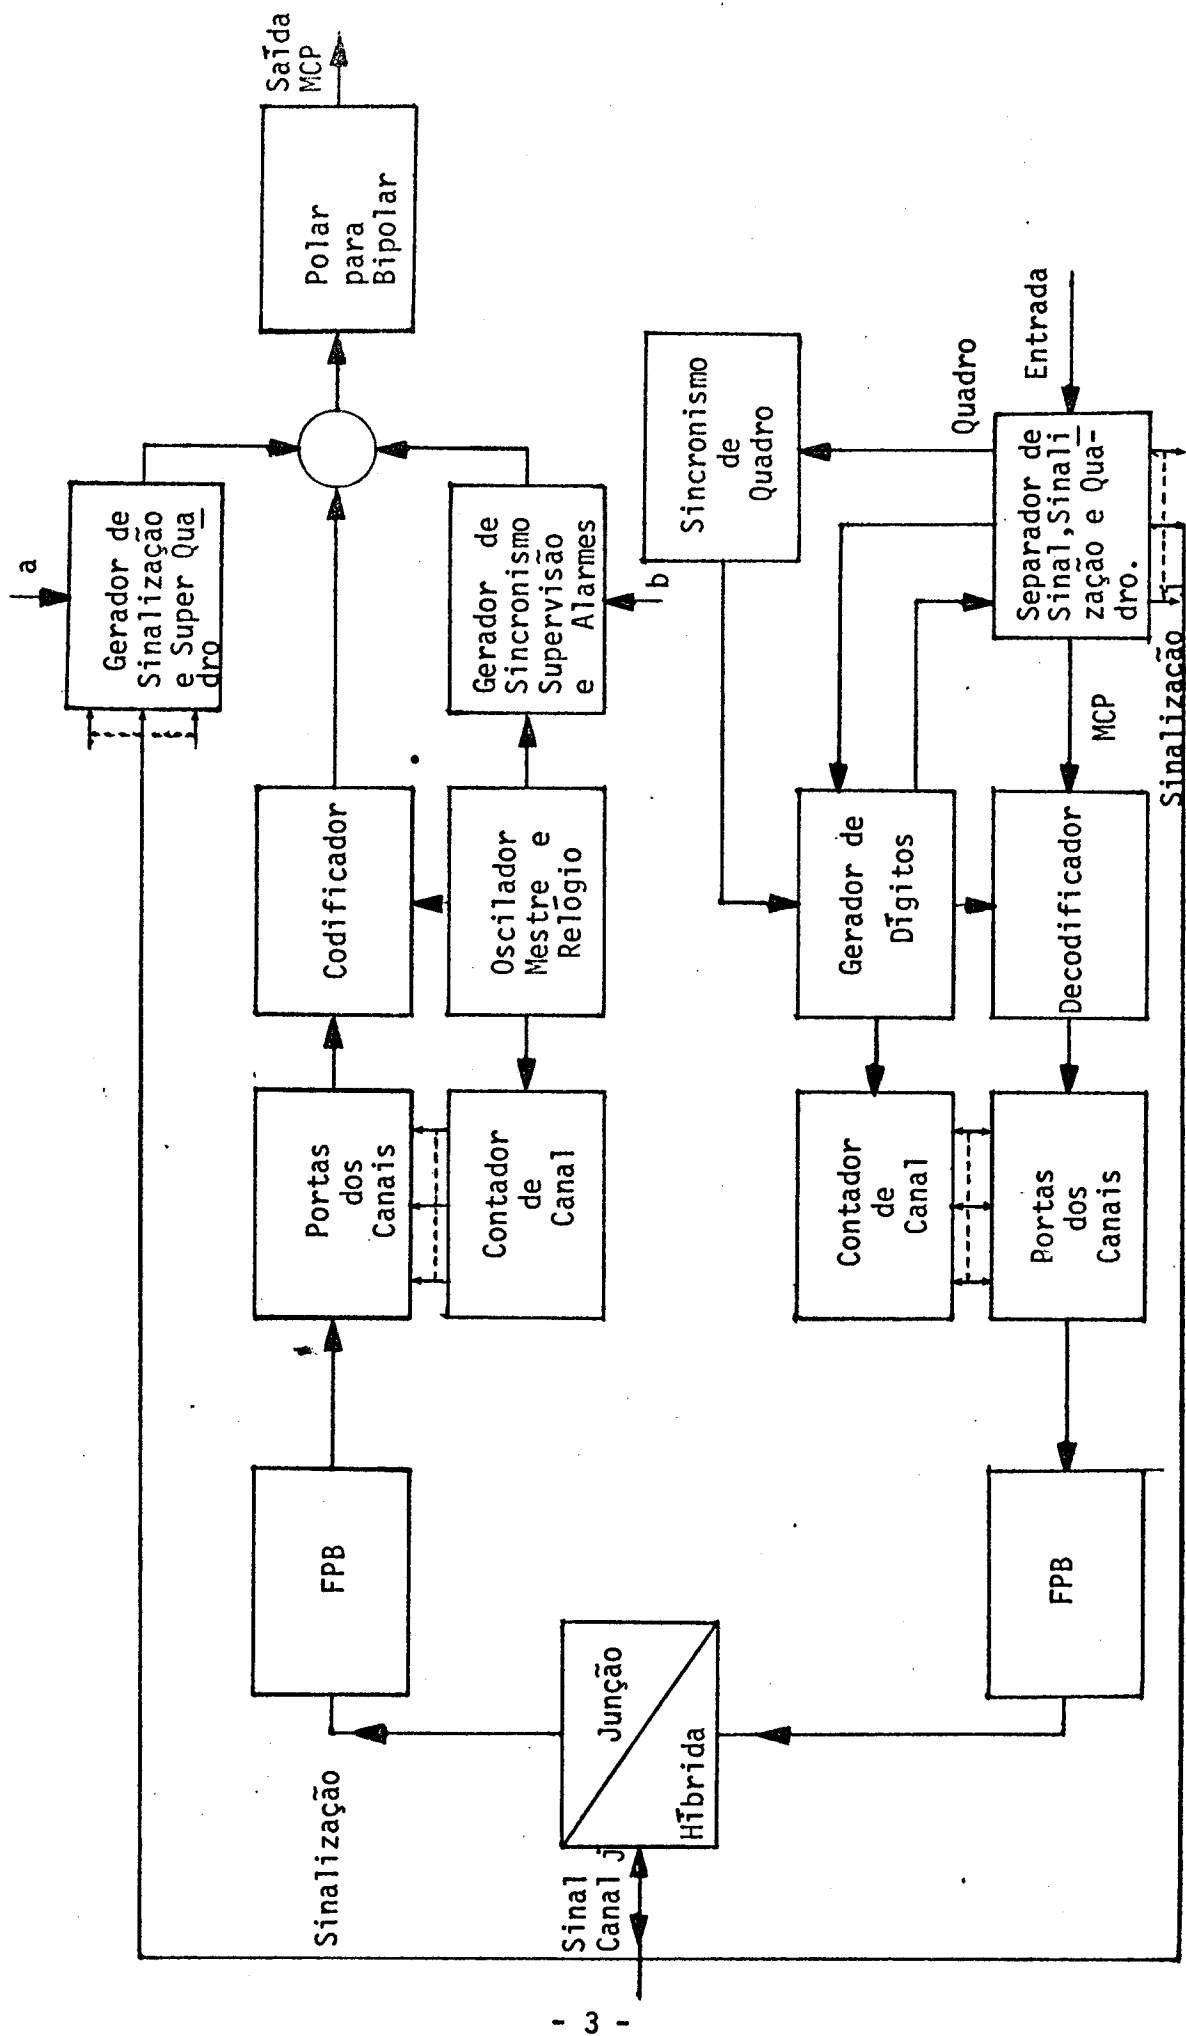 a
Gerador de
Sinalização
e Super Qua
dro
Saída
MCP
Polar
para
Bipolar
Sinalização
FPB
Portas
dos
Canais
Codificador
Gerador de
Sincronismo
Supervisão
e Alarmes
b
Contador
de
Canal
Oscilador
Mestre e
Relógio
Sinal
Canal j
Junção
Híbrida
Sincronismo
de
Quadro
Quadro
Entrada
Contador
de
Canal
Gerador de
Dígitos
Separador de
Sinal,Sinali
zação e Qua-
dro.
FPB
Portas
dos
Canais
Decodificador
MCP
Sinalização i
- 3 -